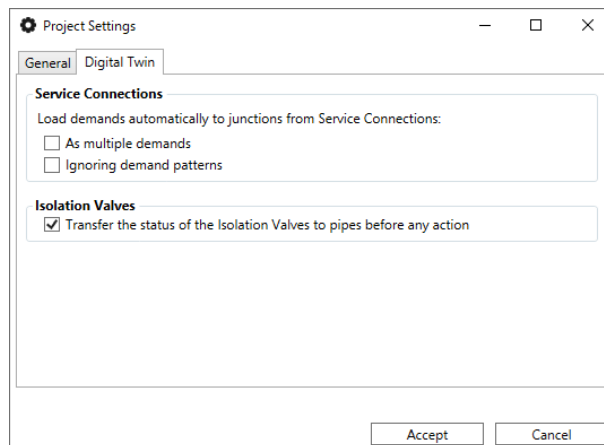 Project Settings
General Digital Twin
Service Connections
Load demands automatically to junctions from Service Connections:
As multiple demands
Ignoring demand patterns
Isolation Valves
Transfer the status of the Isolation Valves to pipes before any action
Accept Cancel